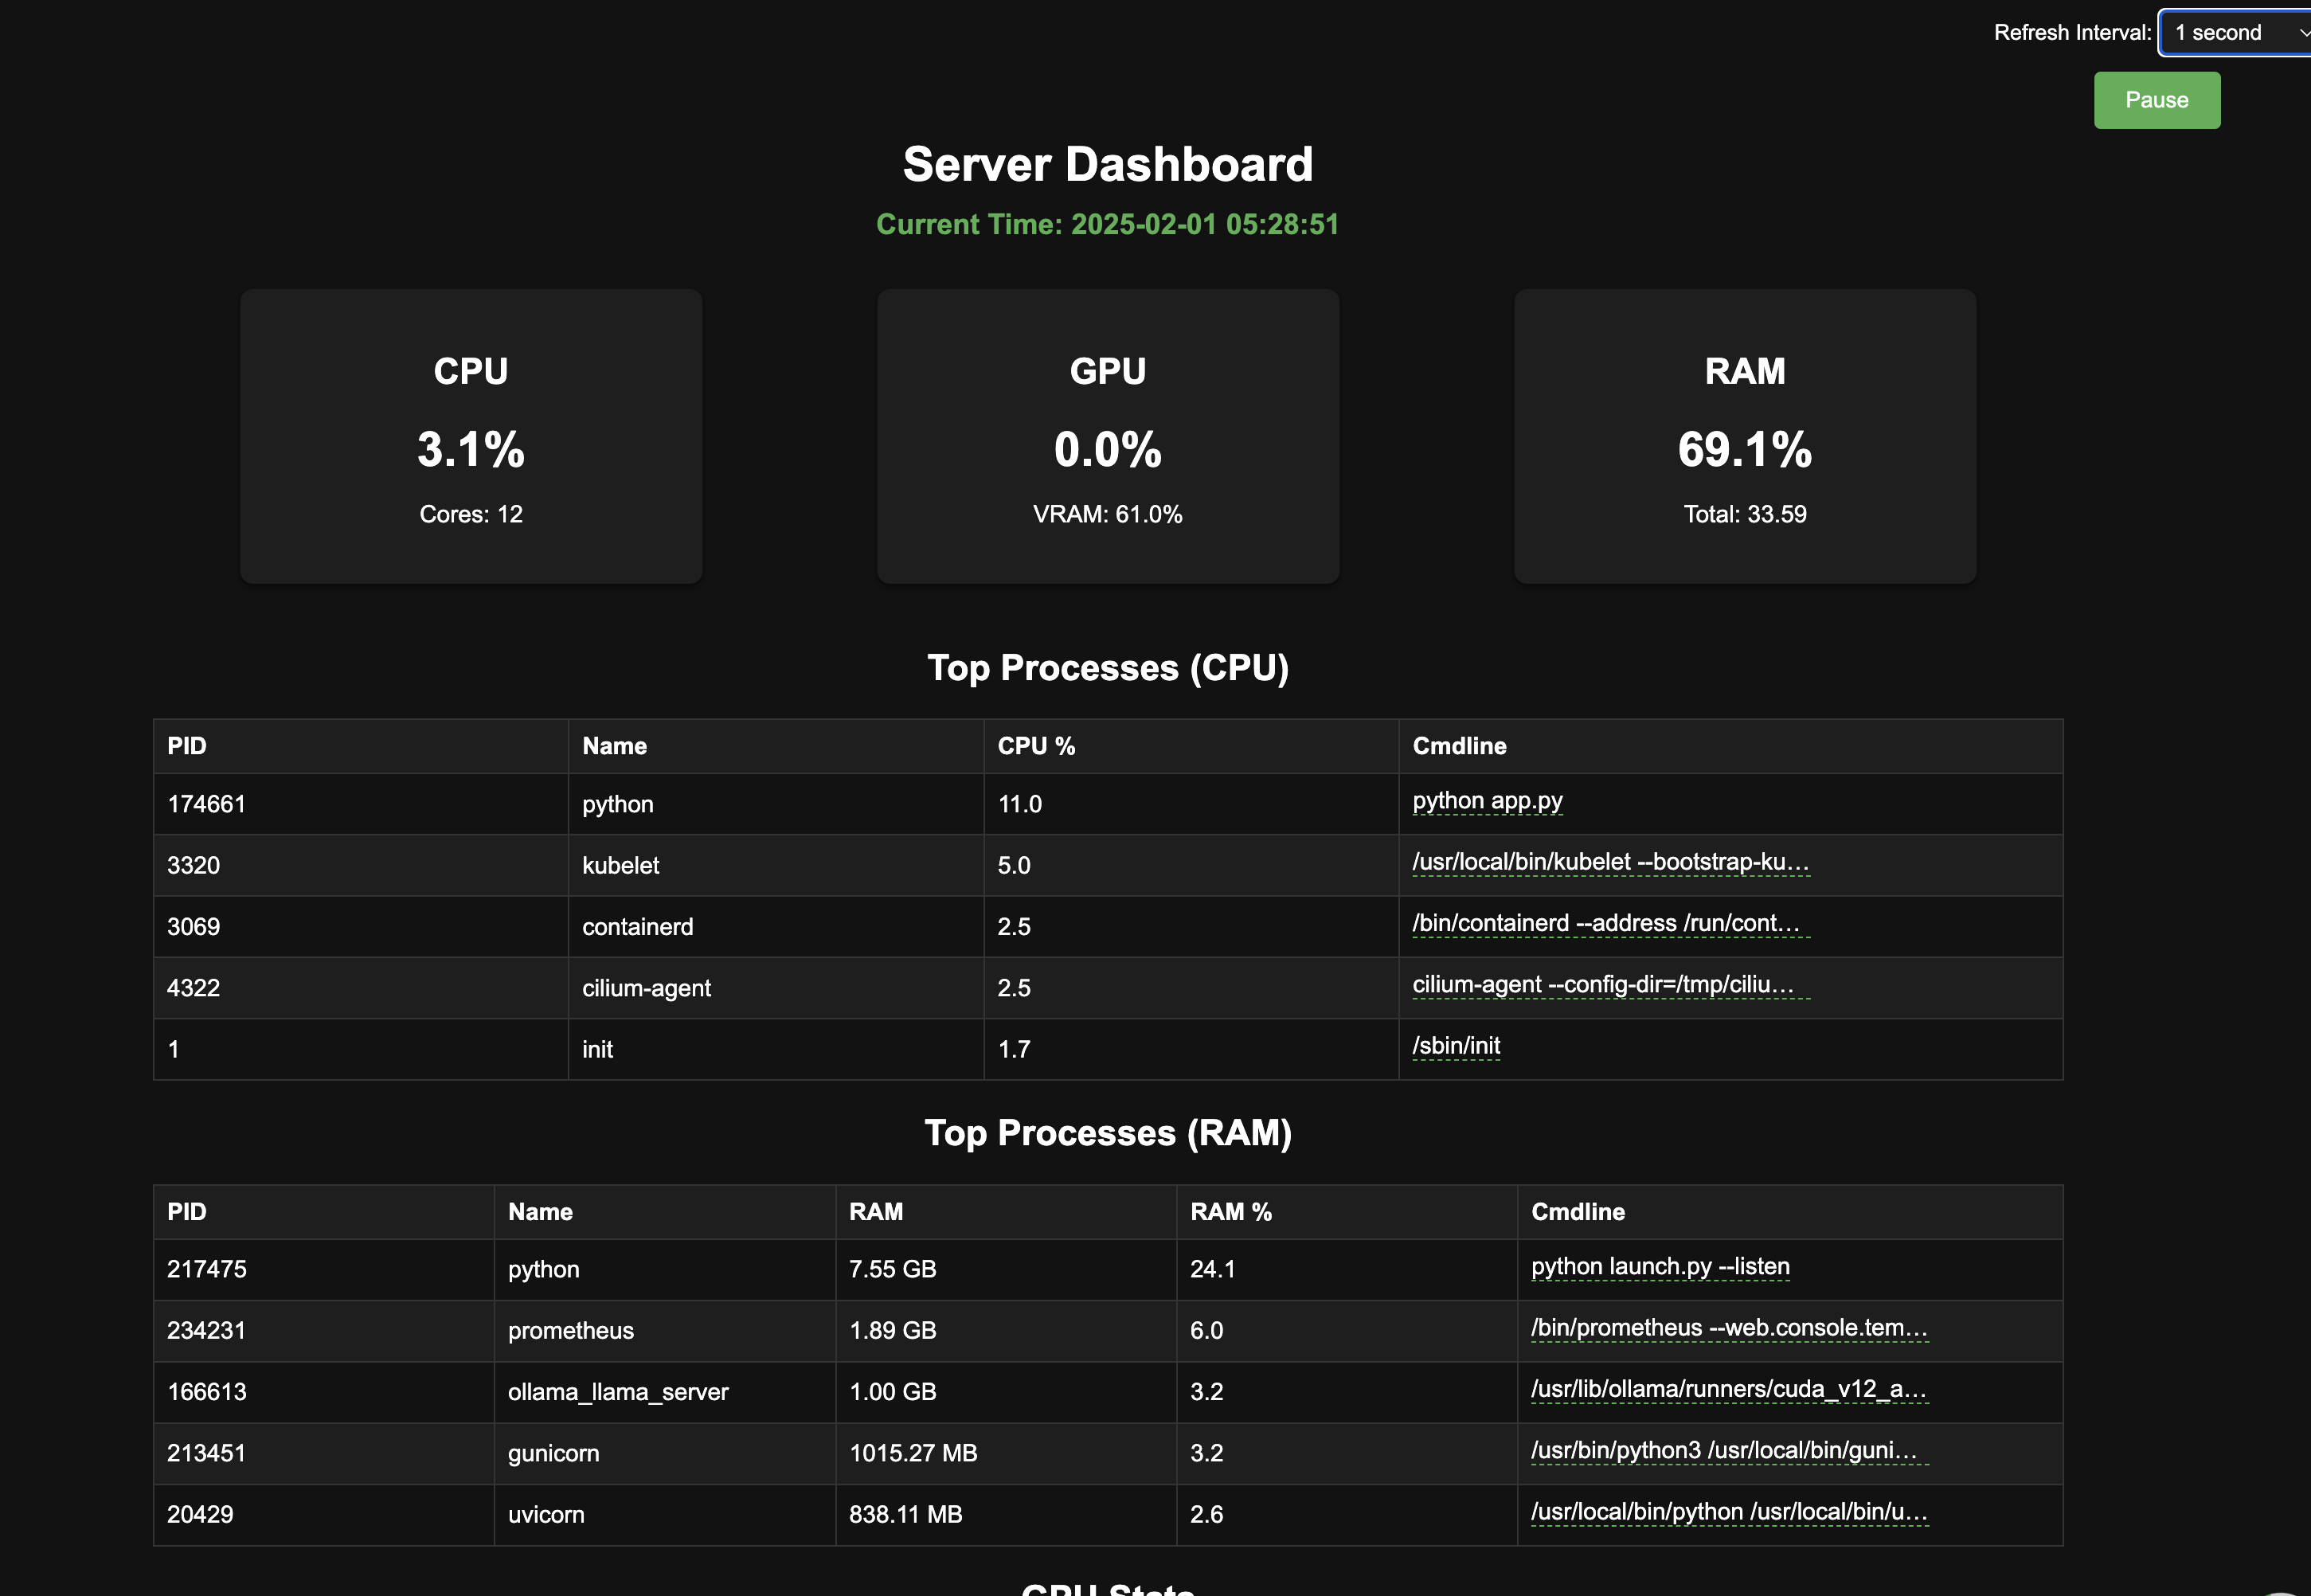 Refresh Interval: 1 second
Pause
Server Dashboard
Current Time: 2025-02-01 05:28:51
CPU
3.1%
Cores: 12
GPU
0.0%
VRAM: 61.0%
RAM
69.1%
Total: 33.59
Top Processes (CPU)
PID Name CPU % Cmdline
174661 python 11.0 python app.py
3320 kubelet 5.0 /usr/local/bin/kubelet --bootstrap-ku…
3069 containerd 2.5 /bin/containerd --address /run/cont…
4322 cilium-agent 2.5 cilium-agent --config-dir=/tmp/ciliu…
1 init 1.7 /sbin/init
Top Processes (RAM)
PID Name RAM RAM % Cmdline
217475 python 7.55 GB 24.1 python launch.py --listen
234231 prometheus 1.89 GB 6.0 /bin/prometheus --web.console.tem…
166613 ollama_llama_server 1.00 GB 3.2 /usr/lib/ollama/runners/cuda_v12_a…
213451 gunicorn 1015.27 MB 3.2 /usr/bin/python3 /usr/local/bin/guni…
20429 uvicorn 838.11 MB 2.6 /usr/local/bin/python /usr/local/bin/u…